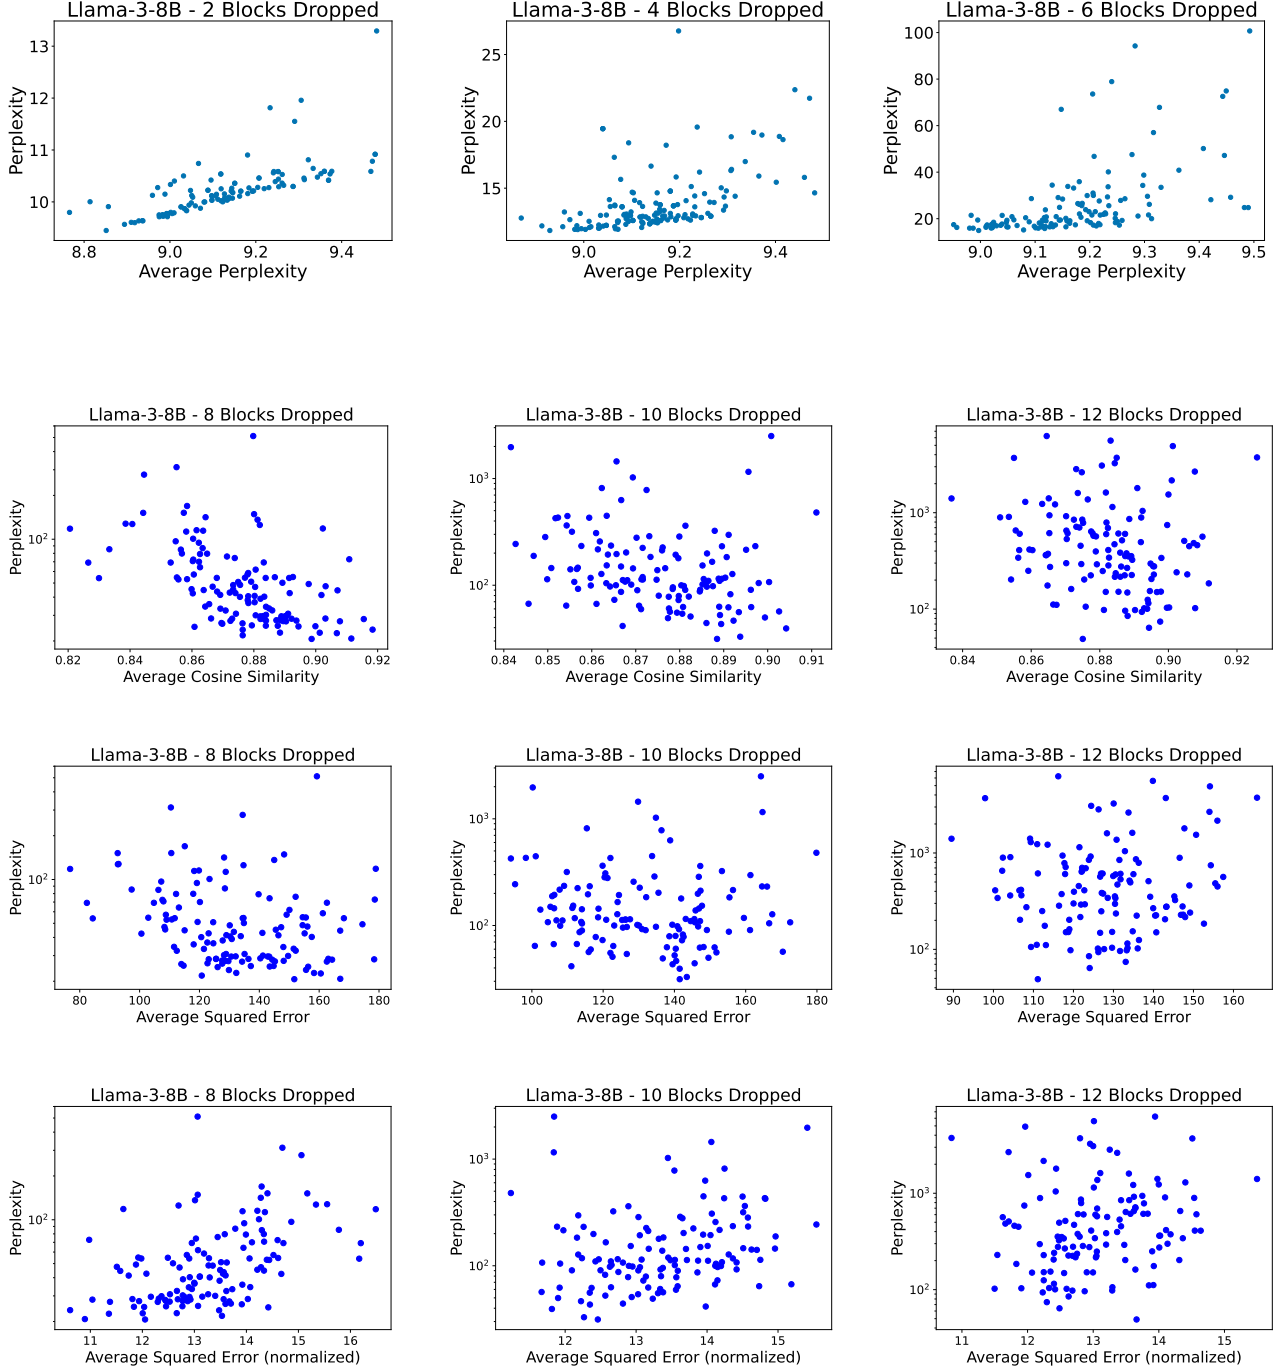 Llama-3-8B - 2 Blocks Dropped
Perplexity
13
12
11
10
8.8 9.0 9.2 9.4
Average Perplexity
Llama-3-8B - 4 Blocks Dropped
Perplexity
25
20
15
9.0 9.2 9.4
Average Perplexity
Llama-3-8B - 6 Blocks Dropped
Perplexity
100
80
60
40
20
9.0 9.1 9.2 9.3 9.4 9.5
Average Perplexity
Llama-3-8B - 8 Blocks Dropped
Perplexity
10²
0.82 0.84 0.86 0.88 0.90 0.92
Average Cosine Similarity
Llama-3-8B - 10 Blocks Dropped
Perplexity
10³
10²
0.84 0.85 0.86 0.87 0.88 0.89 0.90 0.91
Average Cosine Similarity
Llama-3-8B - 12 Blocks Dropped
Perplexity
10³
10²
0.84 0.86 0.88 0.90 0.92
Average Cosine Similarity
Llama-3-8B - 8 Blocks Dropped
Perplexity
10²
80 100 120 140 160 180
Average Squared Error
Llama-3-8B - 10 Blocks Dropped
Perplexity
10³
10²
100 120 140 160 180
Average Squared Error
Llama-3-8B - 12 Blocks Dropped
Perplexity
10³
10²
90 100 110 120 130 140 150 160
Average Squared Error
Llama-3-8B - 8 Blocks Dropped
Perplexity
10²
11 12 13 14 15 16
Average Squared Error (normalized)
Llama-3-8B - 10 Blocks Dropped
Perplexity
10³
10²
12 13 14 15
Average Squared Error (normalized)
Llama-3-8B - 12 Blocks Dropped
Perplexity
10³
10²
11 12 13 14 15
Average Squared Error (normalized)